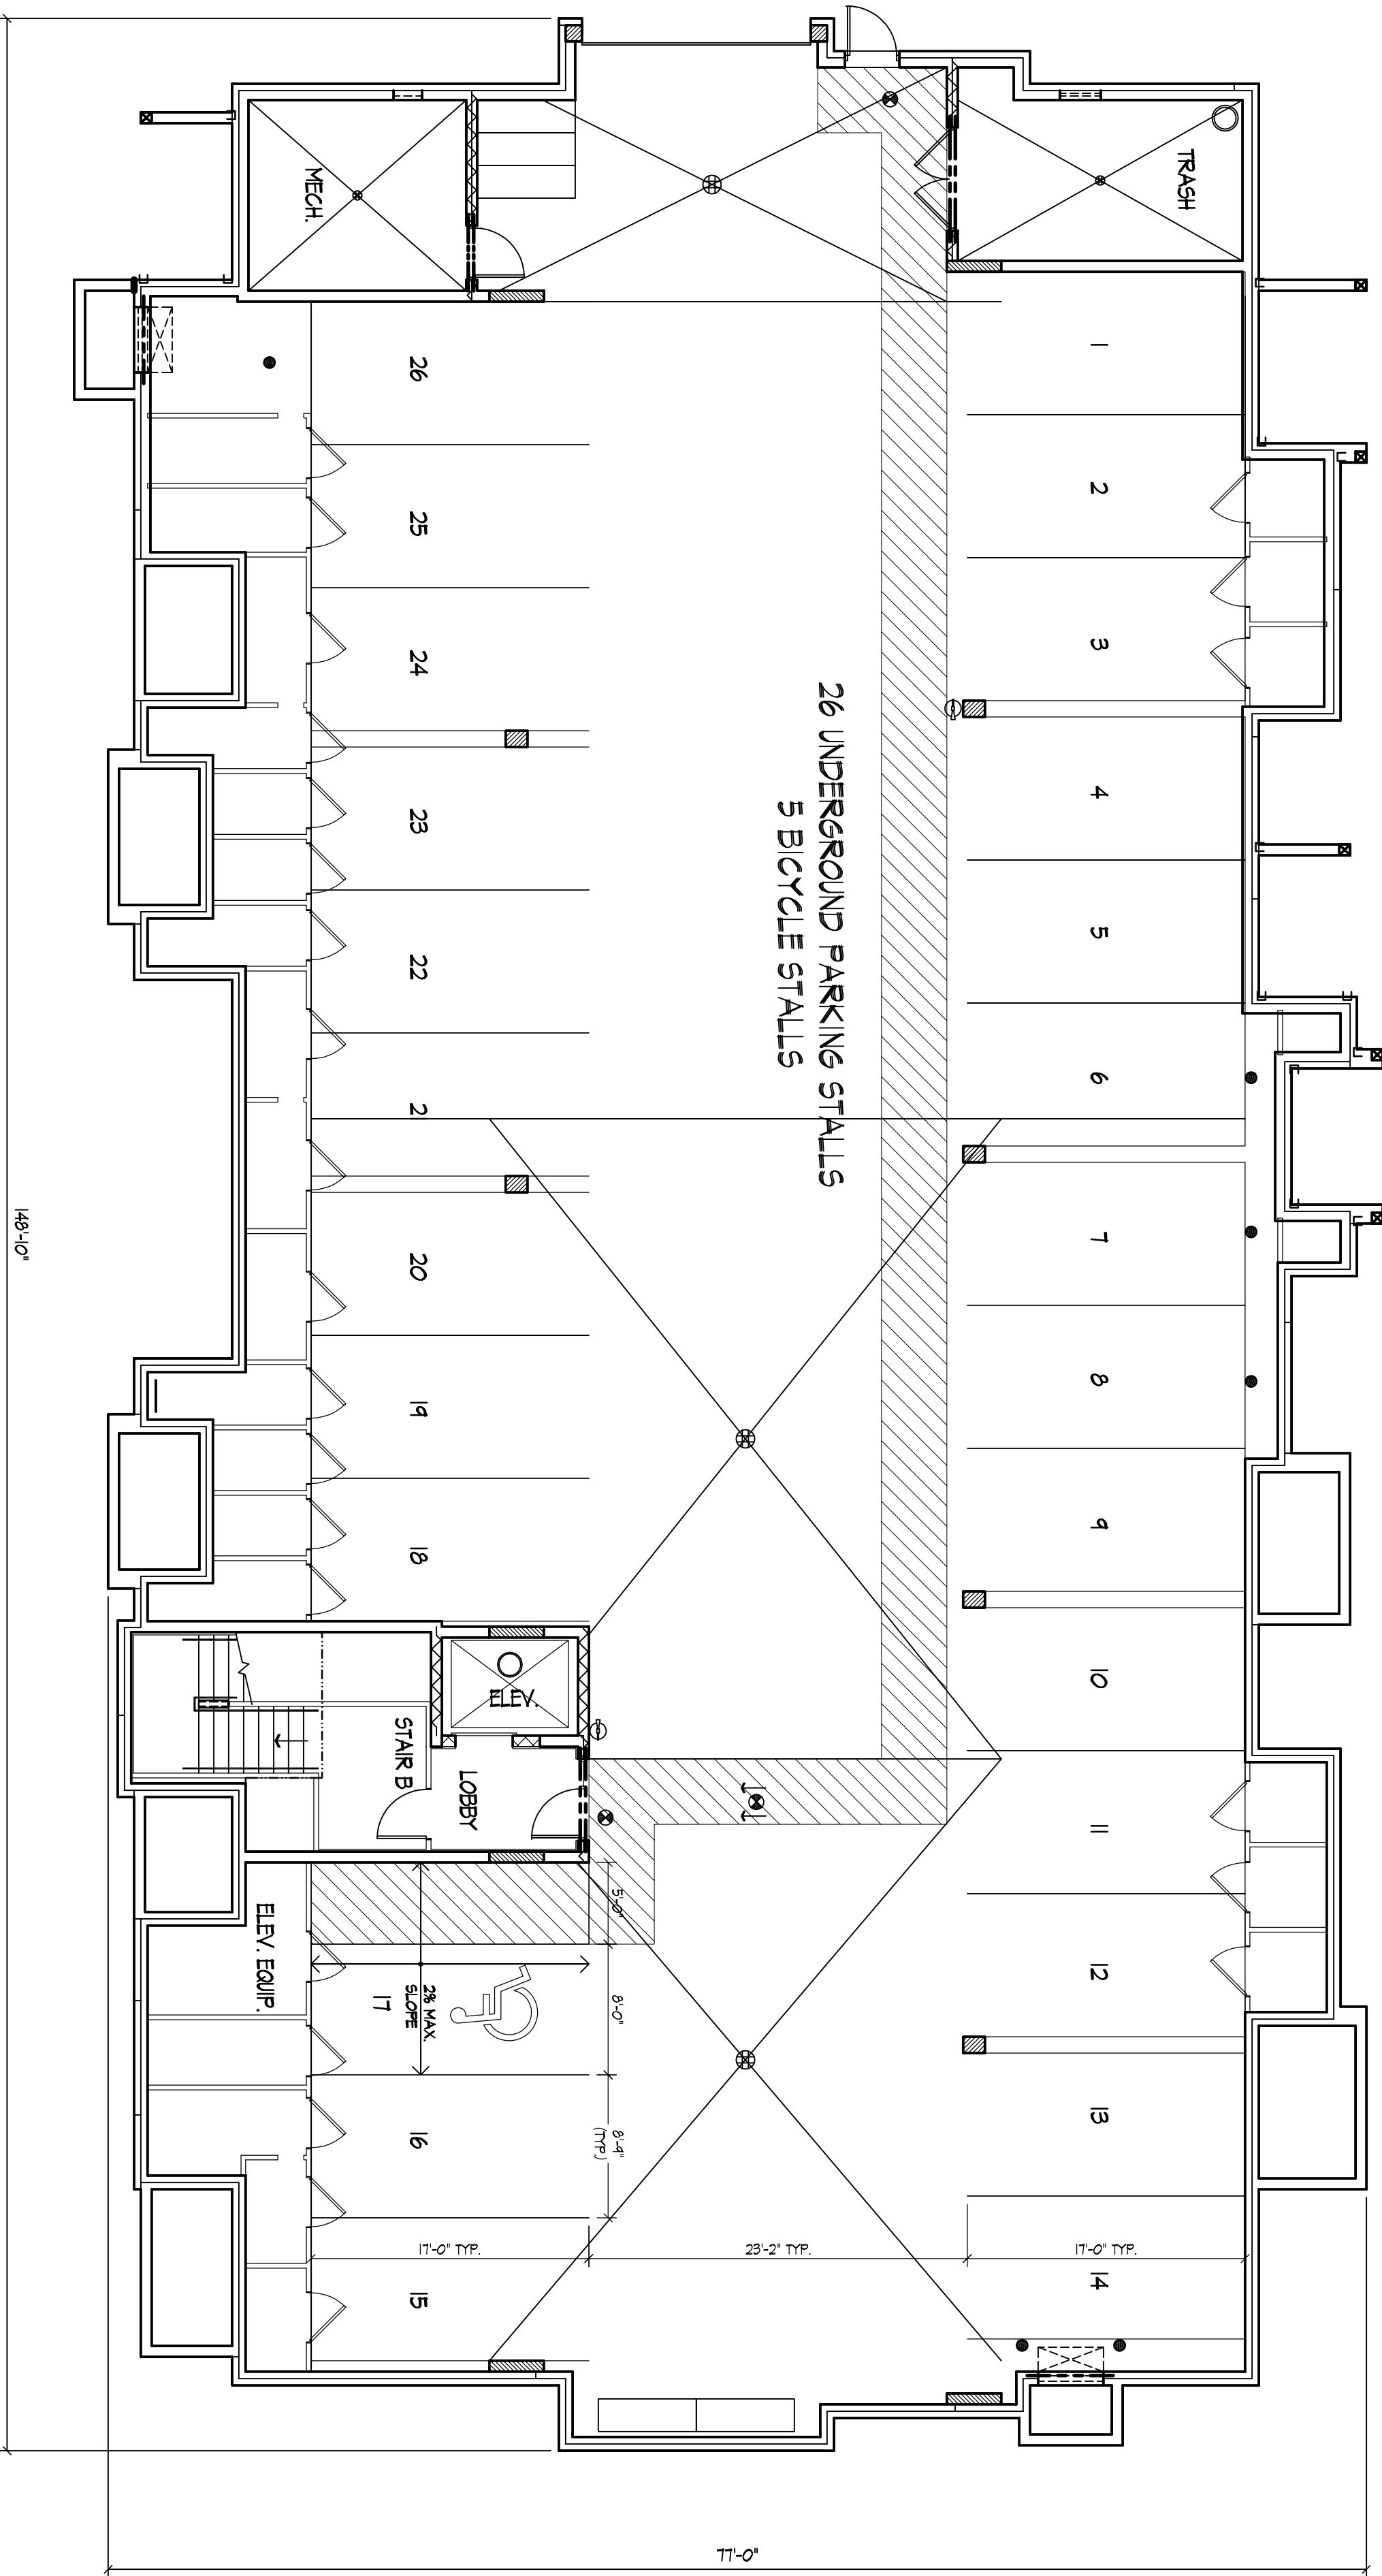 TRASH
MECH.
1
2
3
4
5
6
7
8
9
10
11
12
13
14
26 UNDERGROUND PARKING STALLS
5 BICYCLE STALLS
26
25
24
23
22
21
20
19
18
ELEV.
LOBBY
STAIR B
ELEV. EQUIP.
5'-0"
8'-0"
8'-9"
(TYP.)
2% MAX.
SLOPE
17
16
15
17'-0" TYP.
23'-2" TYP.
17'-0" TYP.
148'-10"
77'-0"